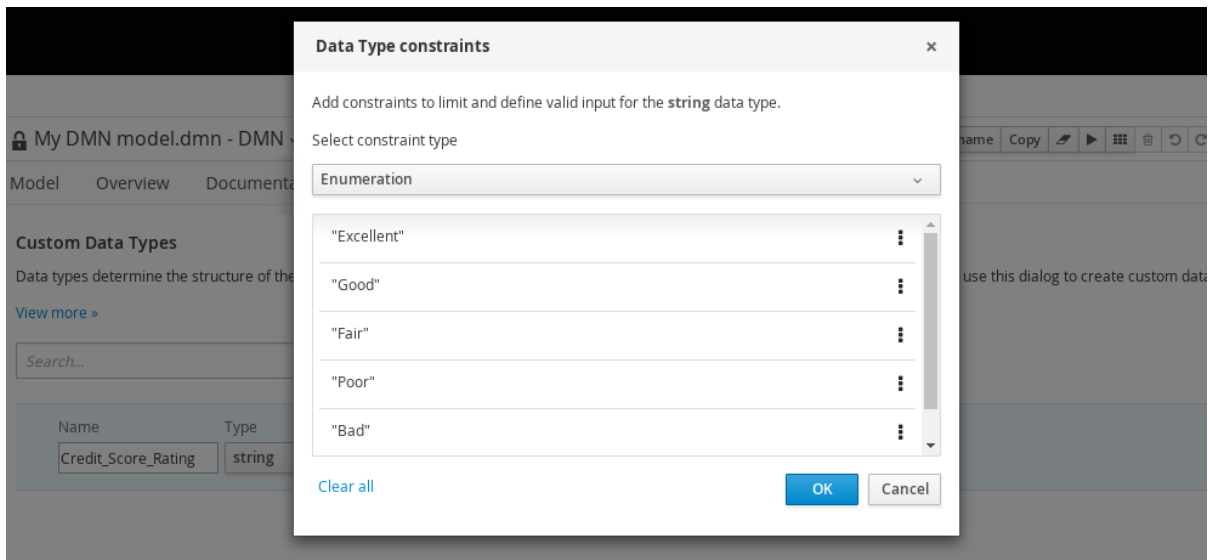 Data Type constraints ×
Add constraints to limit and define valid input for the string data type.
My DMN model.dmn - DMN
Select constraint type
Copy
Model Overview
Enumeration
"Excellent"
Custom Data Types
Data types determine the structure of the
use this dialog to create custom data
"Good"
View more »
"Fair"
Search...
"Poor"
Name Type
"Bad"
Credit_Score_Rating string
Clear all
OK Cancel